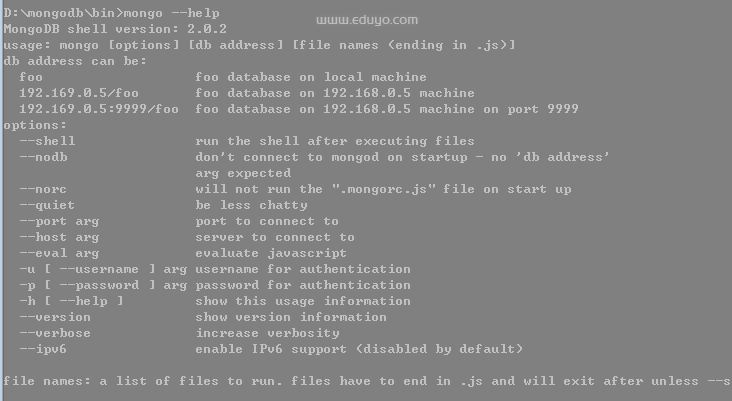 D:\mongodb\bin>mongo --help
www.eduyo.com
MongoDB shell version: 2.0.2
usage: mongo [options] [db address] [file names (ending in .js)]
db address can be:
  foo                   foo database on local machine
  192.169.0.5/foo       foo database on 192.168.0.5 machine
  192.169.0.5:9999/foo  foo database on 192.168.0.5 machine on port 9999
options:
  --shell               run the shell after executing files
  --nodb                don't connect to mongod on startup - no 'db address'
                        arg expected
  --norc                will not run the ".mongorc.js" file on start up
  --quiet               be less chatty
  --port arg            port to connect to
  --host arg            server to connect to
  --eval arg            evaluate javascript
  -u [ --username ] arg username for authentication
  -p [ --password ] arg password for authentication
  -h [ --help ]         show this usage information
  --version             show version information
  --verbose             increase verbosity
  --ipv6                enable IPv6 support (disabled by default)
file names: a list of files to run. files have to end in .js and will exit after unless --s